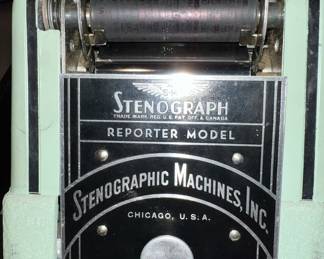 STENOGRAPH
TRADE MARK REG. U.S. PAT. OFF. & CANADA
REPORTER MODEL
STENOGRAPHIC MACHINES, INC.
CHICAGO, U.S.A.